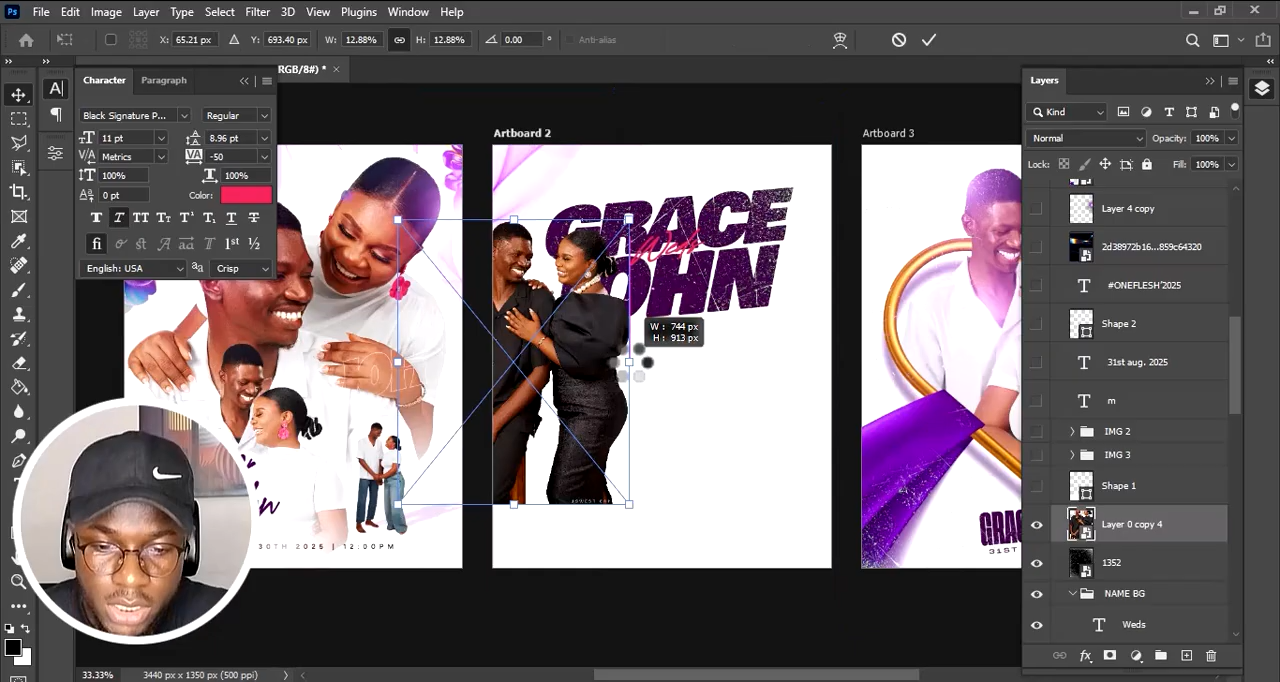 Ps File Edit Image Layer Type Select Filter 3D View Plugins Window Help
X: 65.21 px Y: 693.40 px W: 12.88% H: 12.88% 0.00 ° Anti-alias
RGB/8#) * ×
Character Paragraph
Black Signature P... Regular
11 pt 8.96 pt
Metrics -50
100% 100%
0 pt Color:
English: USA Crisp
Artboard 2
Artboard 3
GRACE
Weds
JOHN
W : 744 px
H : 913 px
30TH 2025 | 12:00PM
Layers
Kind
Normal Opacity: 100%
Lock: Fill: 100%
Layer 4 copy
2d38972b16...859c64320
#ONEFLESH'2025
Shape 2
31st aug. 2025
m
IMG 2
IMG 3
Shape 1
Layer 0 copy 4
1352
NAME BG
Weds
33.33% 3440 px x 1350 px (500 ppi)